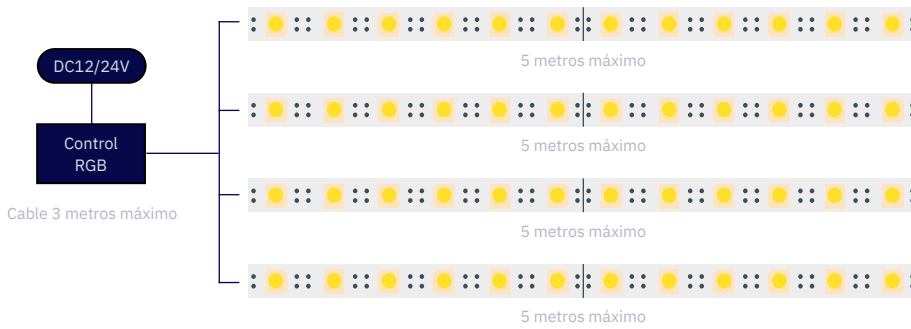 5 metros máximo
DC12/24V
5 metros máximo
Control
RGB
Cable 3 metros máximo
5 metros máximo
5 metros máximo